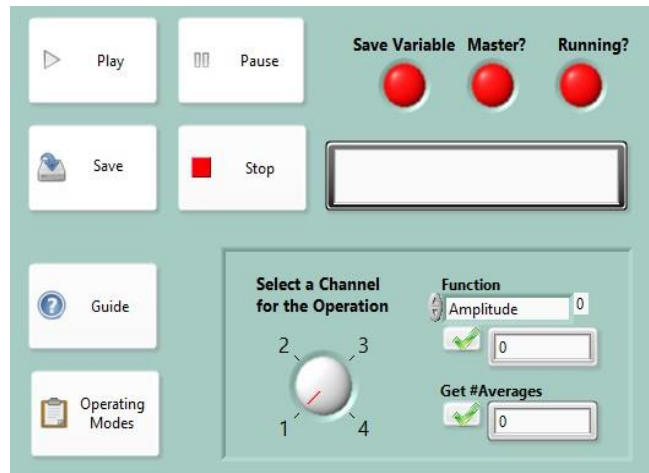 Play
Pause
Save Variable
Master?
Running?
Save
Stop
Guide
Select a Channel
for the Operation
2
3
1
4
Function
Amplitude
0
0
Get #Averages
0
Operating
Modes